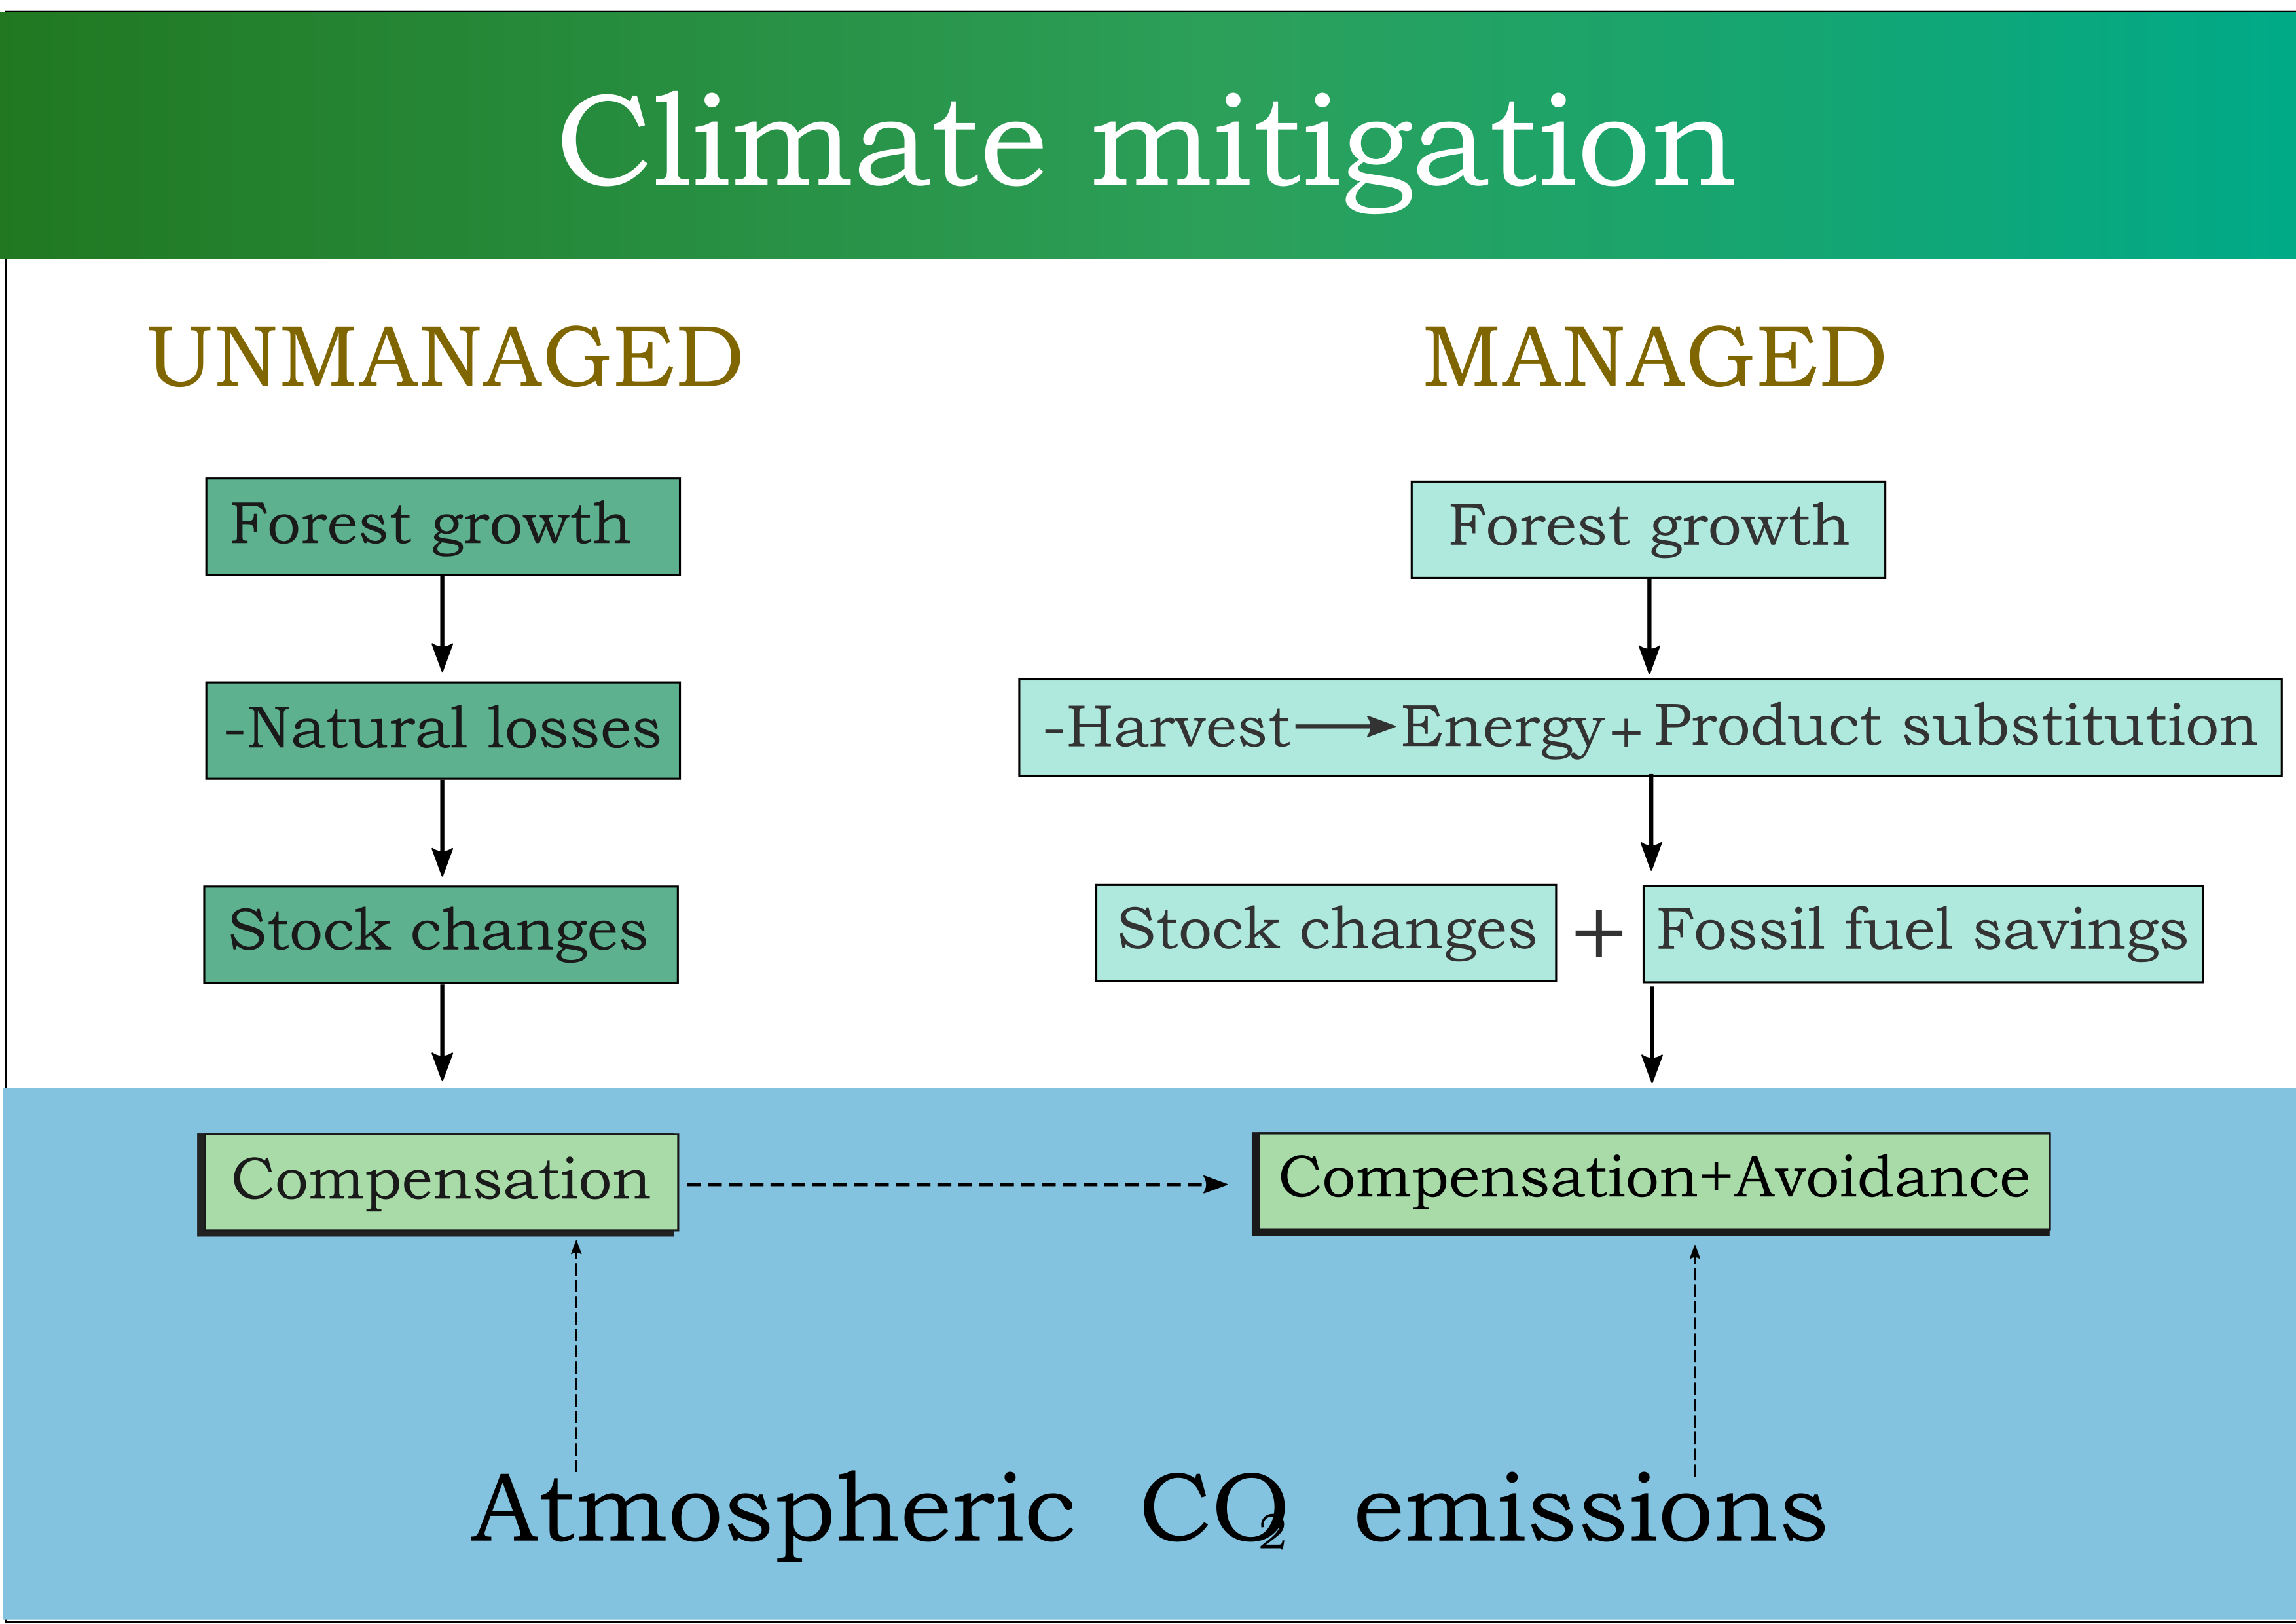 Climate mitigation
UNMANAGED
MANAGED
Forest growth
Forest growth
-Natural losses
-Harvest Energy+Product substitution
Stock changes
Stock changes + Fossil fuel savings
Compensation
Compensation+Avoidance
Atmospheric CO2 emissions